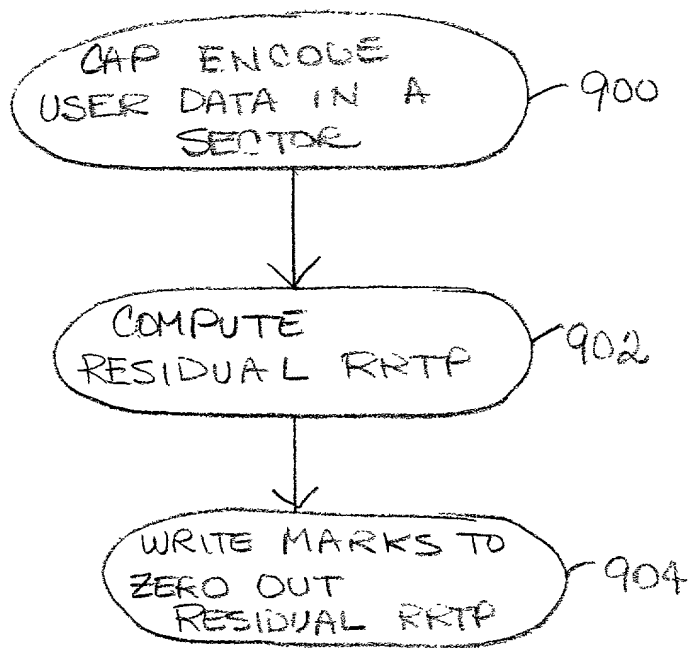 CAP ENCODE
USER DATA IN A
SECTOR
900
COMPUTE
RESIDUAL RRTP
902
WRITE MARKS TO
ZERO OUT
RESIDUAL RRTP
904